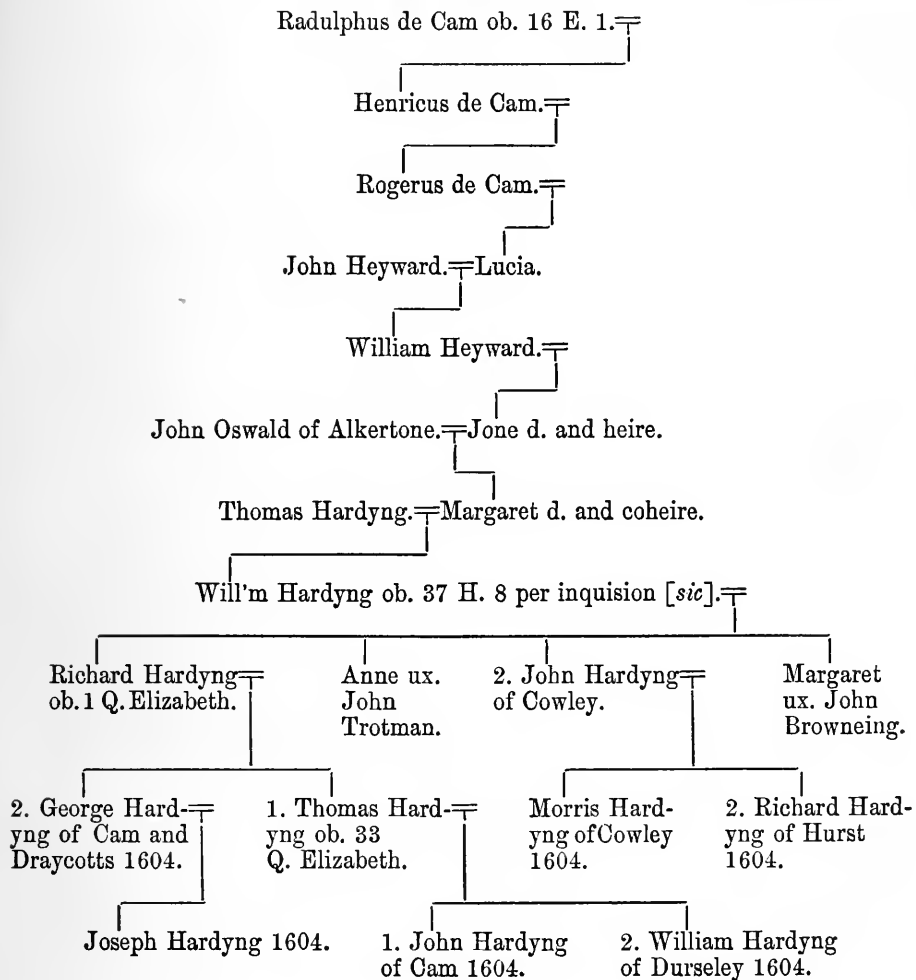 Radulphus de Cam ob. 16 E. 1.
Henricus de Cam.
Rogerus de Cam.
John Heyward. Lucia.
William Heyward.
John Oswald of Alkertone. Jone d. and heire.
Thomas Hardyng. Margaret d. and coheire.
Will'm Hardyng ob. 37 H. 8 per inquision [sic].
Richard Hardyng
ob. 1 Q. Elizabeth.
Anne ux.
John
Trotman.
2. John Hardyng
of Cowley.
Margaret
ux. John
Browneing.
2. George Hard-
yng of Cam and
Draycotts 1604.
1. Thomas Hard-
yng ob. 33
Q. Elizabeth.
Morris Hard-
yng of Cowley
1604.
2. Richard Hard-
yng of Hurst
1604.
Joseph Hardyng 1604.
1. John Hardyng
of Cam 1604.
2. William Hardyng
of Durseley 1604.